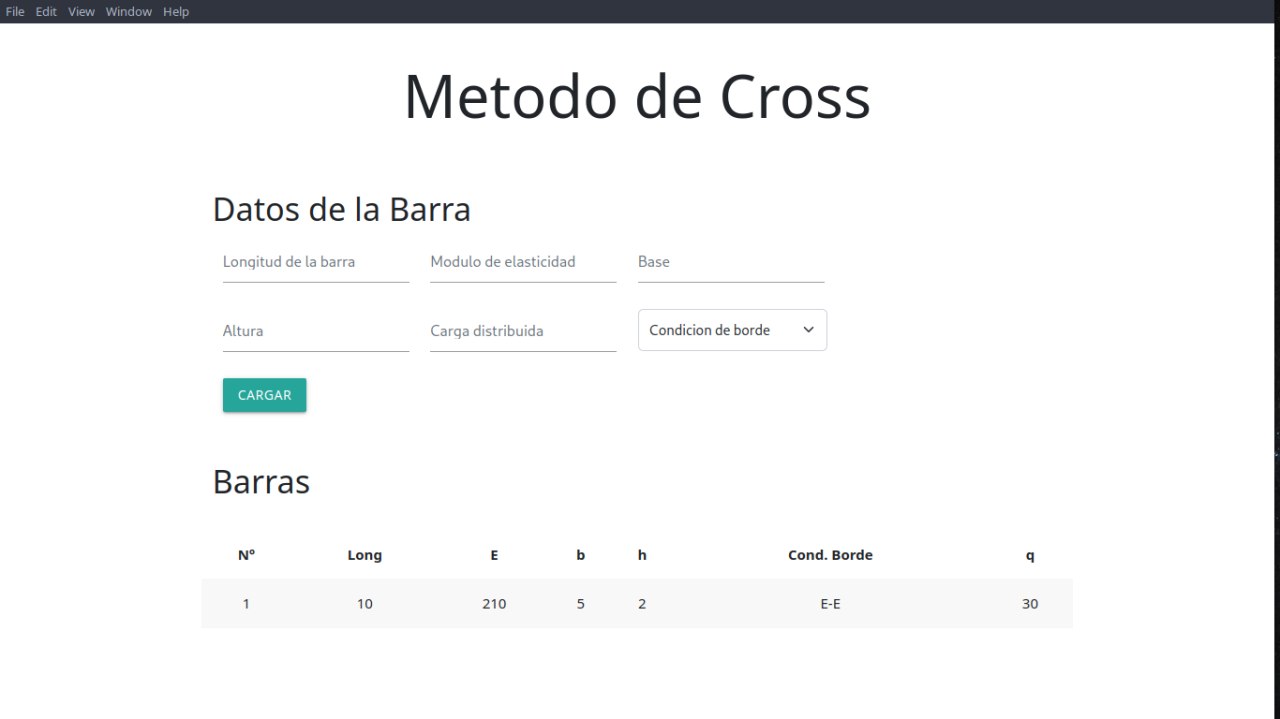 File Edit View Window Help
Metodo de Cross
Datos de la Barra
Longitud de la barra Modulo de elasticidad Base
Altura Carga distribuida Condicion de borde
CARGAR
Barras
Nº Long E b h Cond. Borde q
1 10 210 5 2 E-E 30